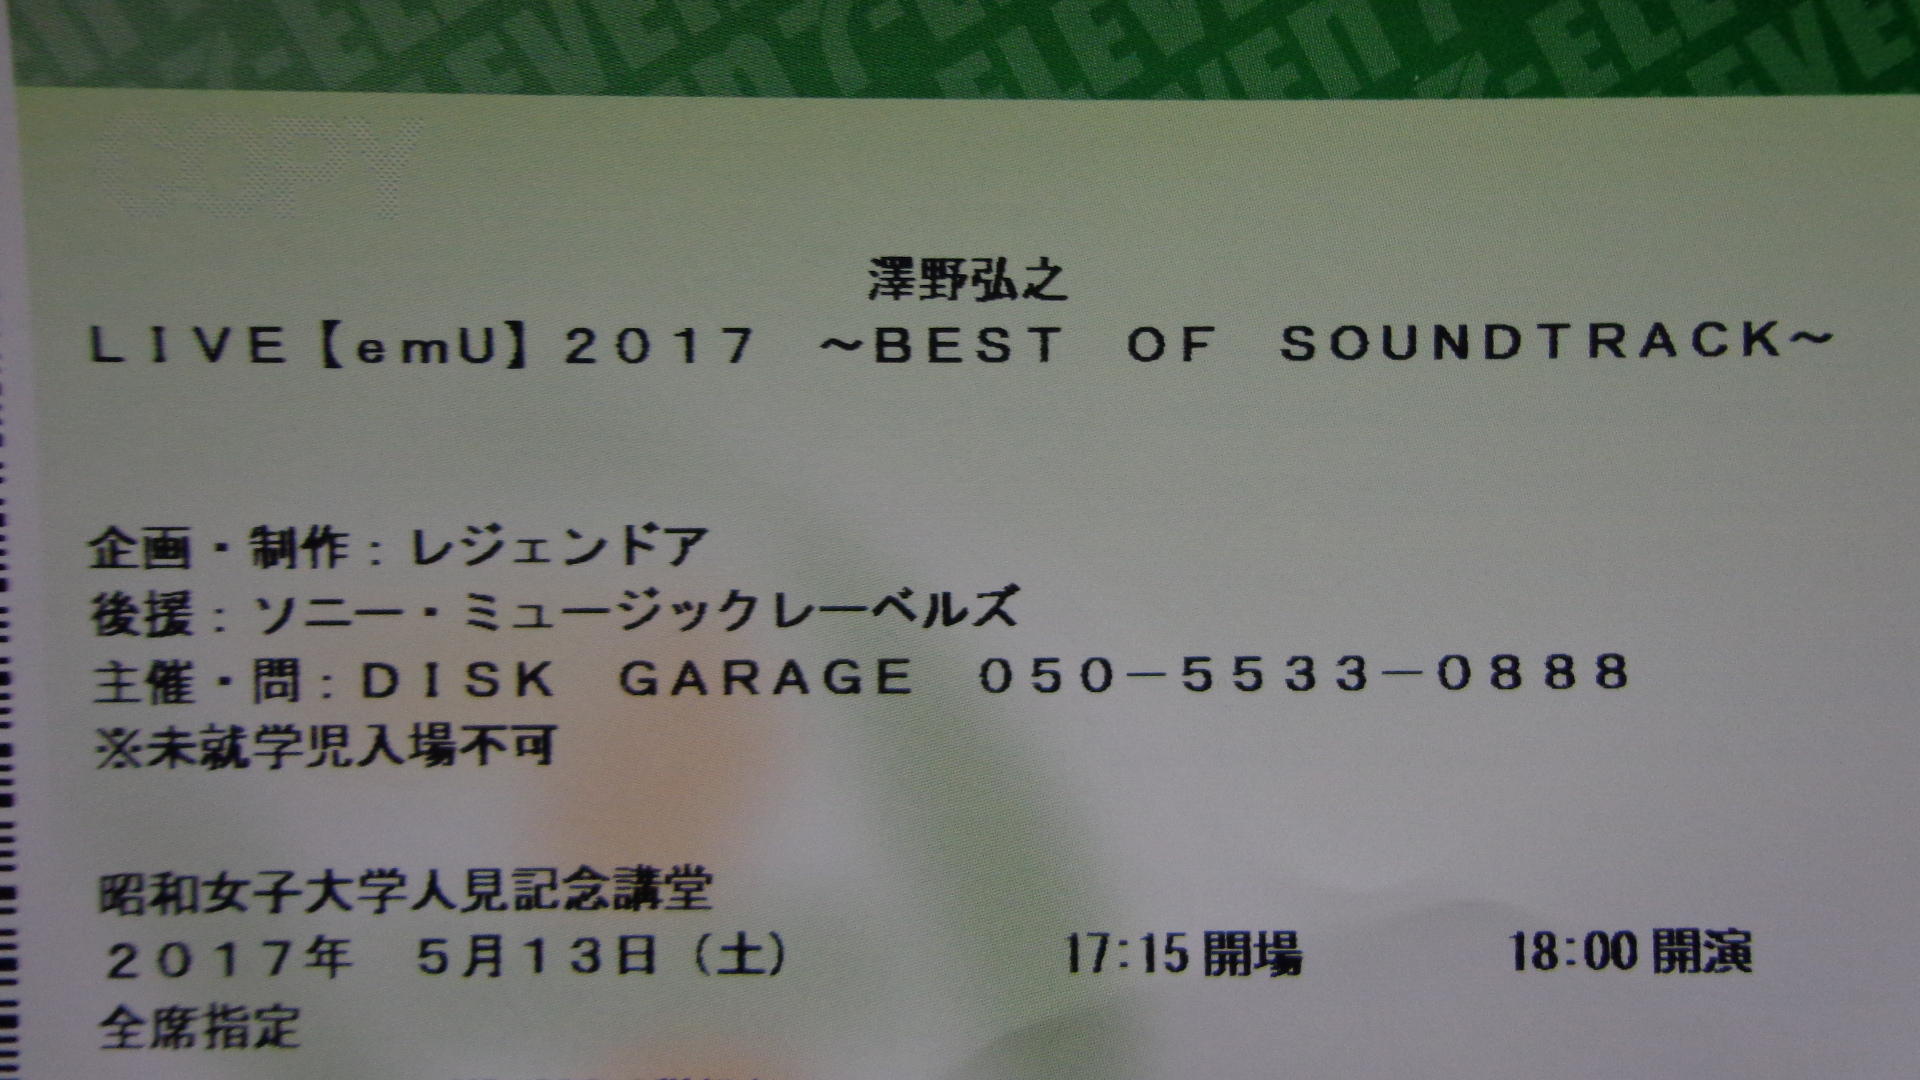 COPY
澤野弘之
LIVE【emU】2017 ～BEST OF SOUNDTRACK～
企画・制作：レジェンドア
後援：ソニー・ミュージックレーベルズ
主催・問：DISK GARAGE 050－5533－0888
※未就学児入場不可
昭和女子大学人見記念講堂
2017年 5月13日（土） 17:15 開場 18:00 開演
全席指定